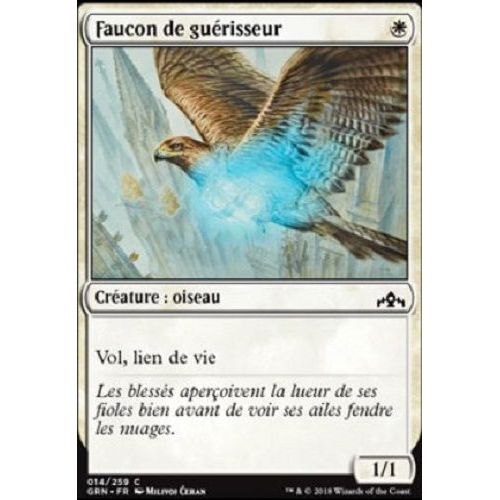 Faucon de guérisseur
Créature : oiseau
Vol, lien de vie
Les blessés aperçoivent la lueur de ses
fioles bien avant de voir ses ailes fendre
les nuages.
1/1
014/259 C
GRN • FR Milivoj Ćeran
™ & © 2018 Wizards of the Coast